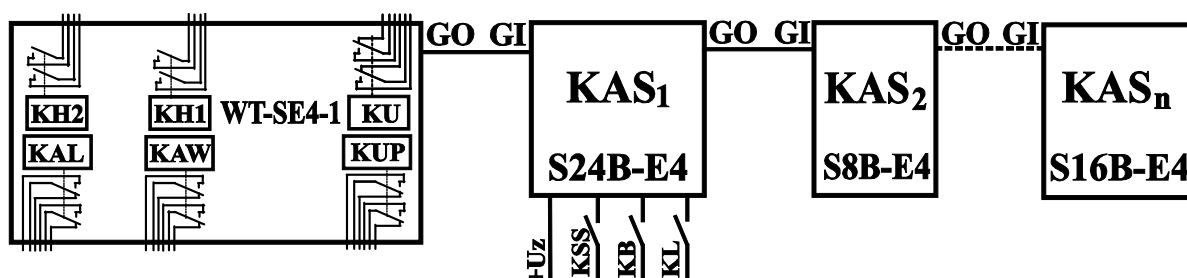 GO GI GO GI GO GI
KH2 KH1 WT-SE4-1 KU
KAL KAW KUP
KAS₁ KAS₂ KASₙ
S24B-E4 S8B-E4 S16B-E4
+Uz KSS KB KL